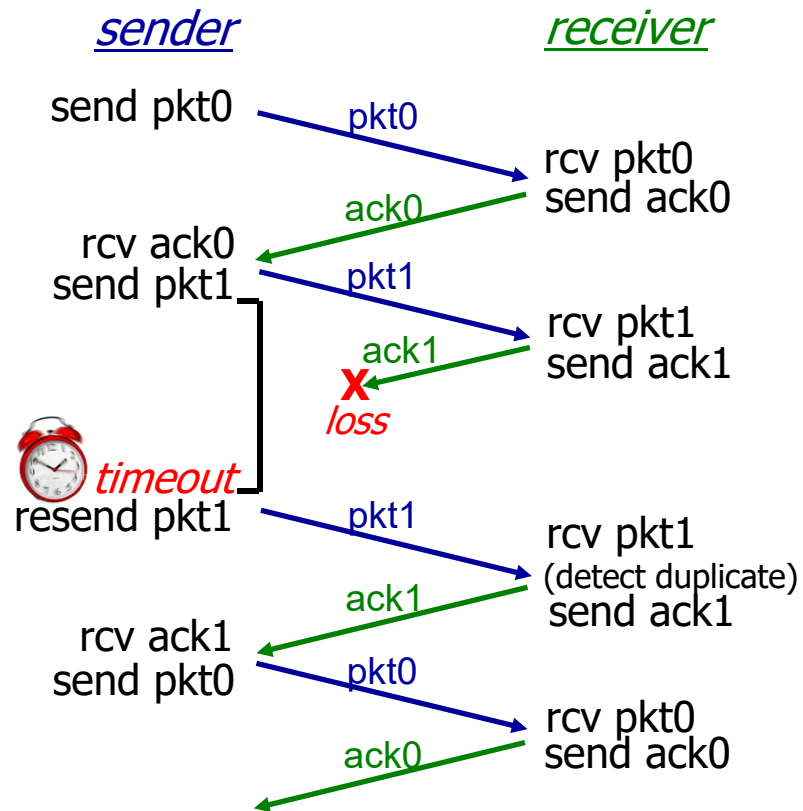 sender
receiver
send pkt0
pkt0
rcv pkt0
send ack0
ack0
rcv ack0
send pkt1
pkt1
rcv pkt1
send ack1
ack1
X
loss
timeout
resend pkt1
pkt1
rcv pkt1
(detect duplicate)
send ack1
ack1
rcv ack1
send pkt0
pkt0
rcv pkt0
send ack0
ack0